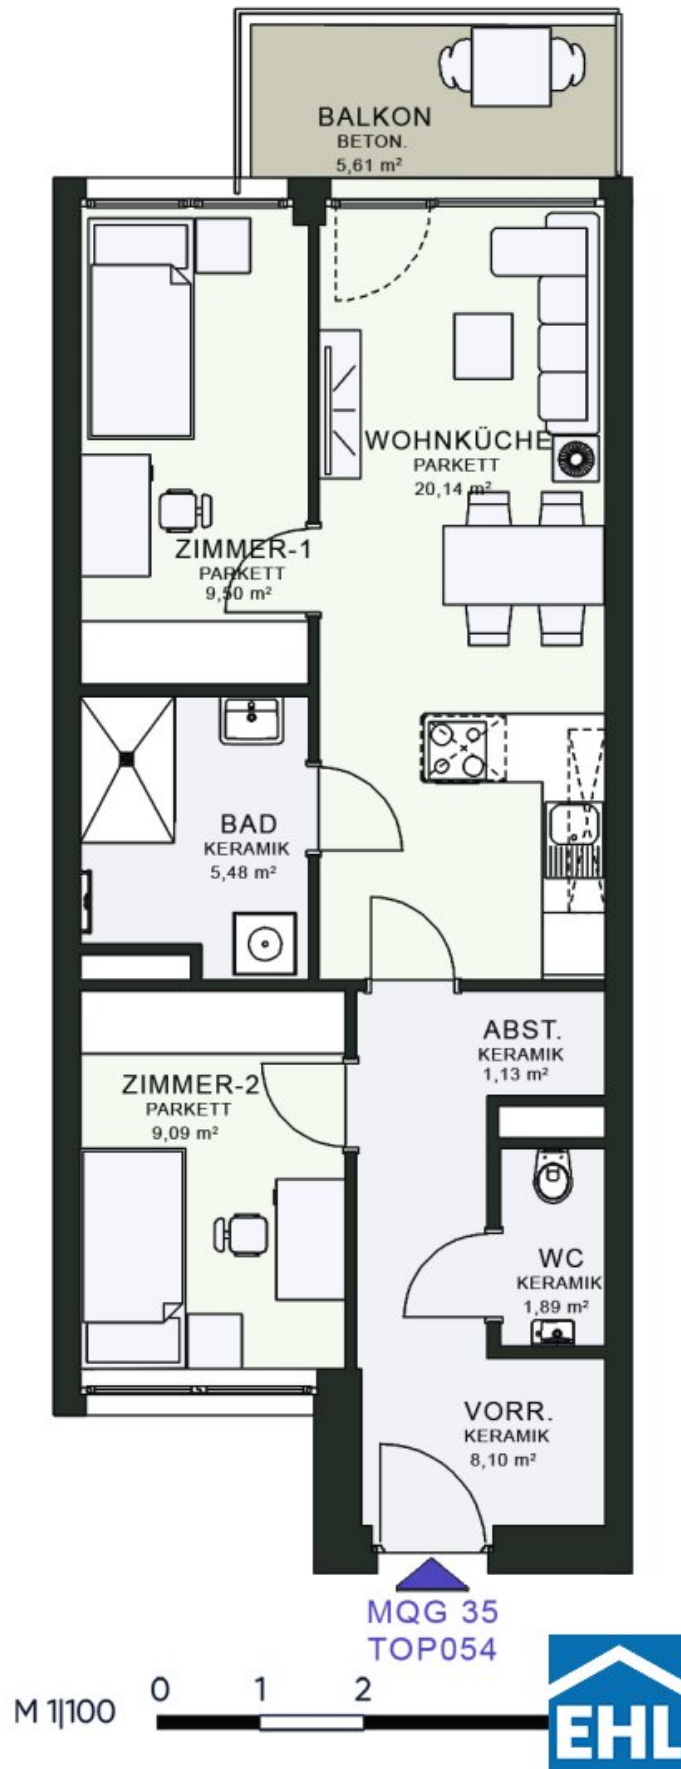 BALKON
BETON.
5,61 m²
WOHNKÜCHE
PARKETT
20,14 m²
ZIMMER-1
PARKETT
9,50 m²
BAD
KERAMIK
5,48 m²
ABST.
KERAMIK
1,13 m²
ZIMMER-2
PARKETT
9,09 m²
WC
KERAMIK
1,89 m²
VORR.
KERAMIK
8,10 m²
MQG 35
TOP054
M 1|100
0 1 2
EHL